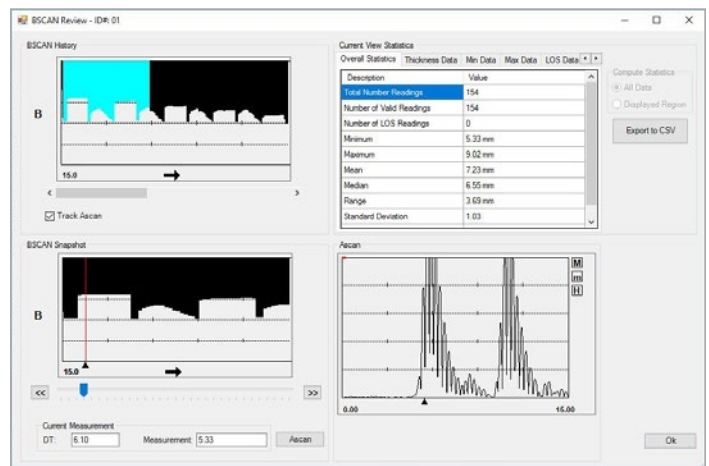 BSCAN Review - ID#: 01
BSCAN History
B
15.0
Track Ascan
Current View Statistics
Overall Statistics Thickness Data Min Data Max Data LOS Data
Description Value
Total Number Readings 154
Number of Valid Readings 154
Number of LOS Readings 0
Minimum 5.33 mm
Maximum 9.02 mm
Mean 7.23 mm
Median 6.55 mm
Range 3.69 mm
Standard Deviation 1.03
Compute Statistics
All Data
Displayed Region
Export to CSV
BSCAN Snapshot
B
15.0
<< >>
Current Measurement
DT: 6.10 Measurement: 5.33 Ascan
Ascan
M
m
H
0.00 16.00
Ok